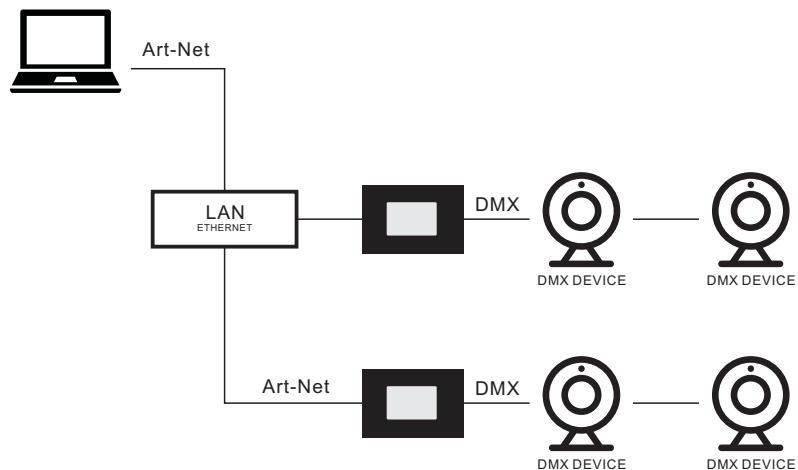 Art-Net
LAN
ETHERNET
DMX
DMX DEVICE
DMX DEVICE
Art-Net
DMX
DMX DEVICE
DMX DEVICE